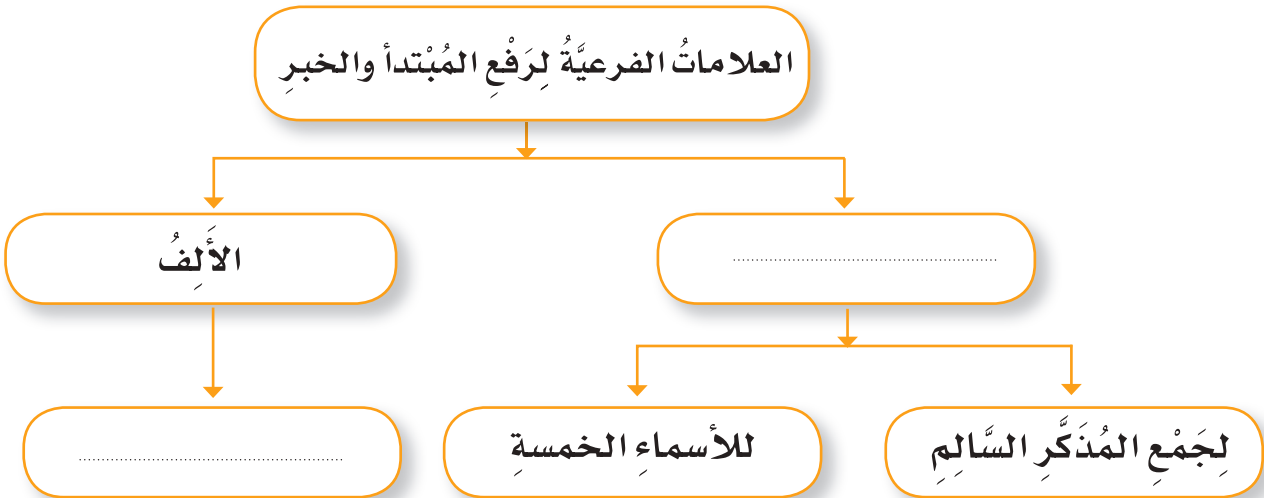 العلاماتُ الفرعيَّةُ لِرَفْعِ المُبْتدأ والخبرِ
........................................................
الأَلِفُ
لِجَمْعِ المُذَكَّرِ السَّالِمِ
للأسماءِ الخمسةِ
........................................................